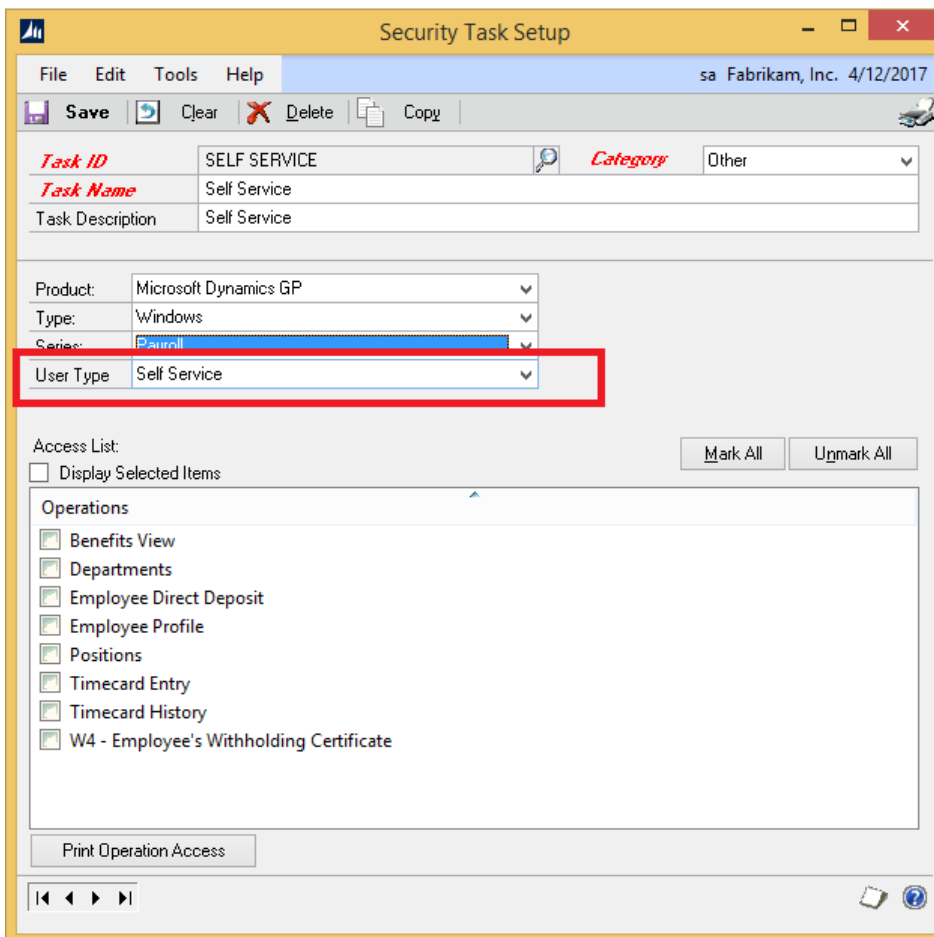 Security Task Setup
File Edit Tools Help sa Fabrikam, Inc. 4/12/2017
Save Clear Delete Copy
Task ID SELF SERVICE Category Other
Task Name Self Service
Task Description Self Service
Product: Microsoft Dynamics GP
Type: Windows
Series: Payroll
User Type Self Service
Access List:
Display Selected Items Mark All Unmark All
Operations
Benefits View
Departments
Employee Direct Deposit
Employee Profile
Positions
Timecard Entry
Timecard History
W4 - Employee's Withholding Certificate
Print Operation Access